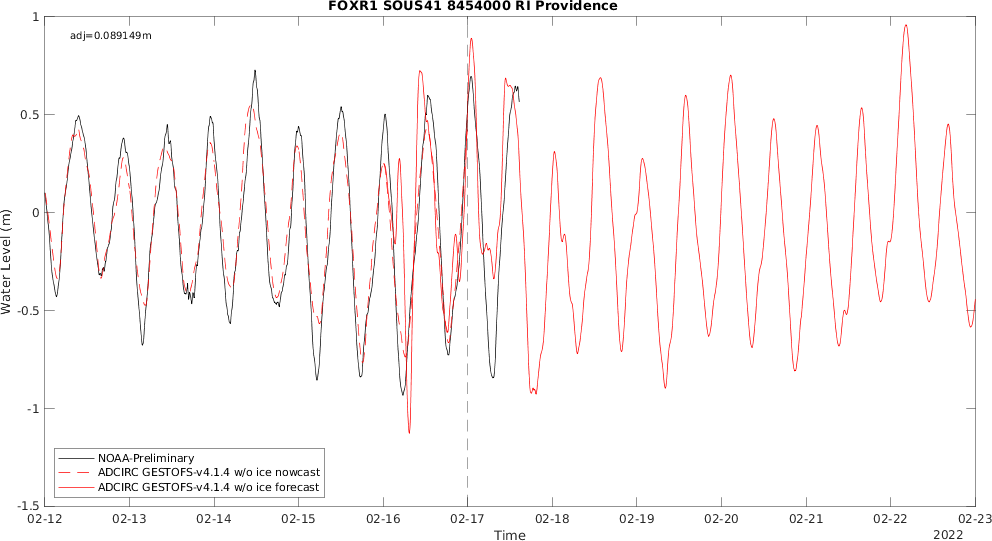 FOXR1 SOUS41 8454000 RI Providence
adj=0.089149m
1
0.5
0
-0.5
-1
-1.5
Water Level (m)
NOAA-Preliminary
ADCIRC GESTOFS-v4.1.4 w/o ice nowcast
ADCIRC GESTOFS-v4.1.4 w/o ice forecast
02-12 02-13 02-14 02-15 02-16 02-17 02-18 02-19 02-20 02-21 02-22 02-23
Time
2022